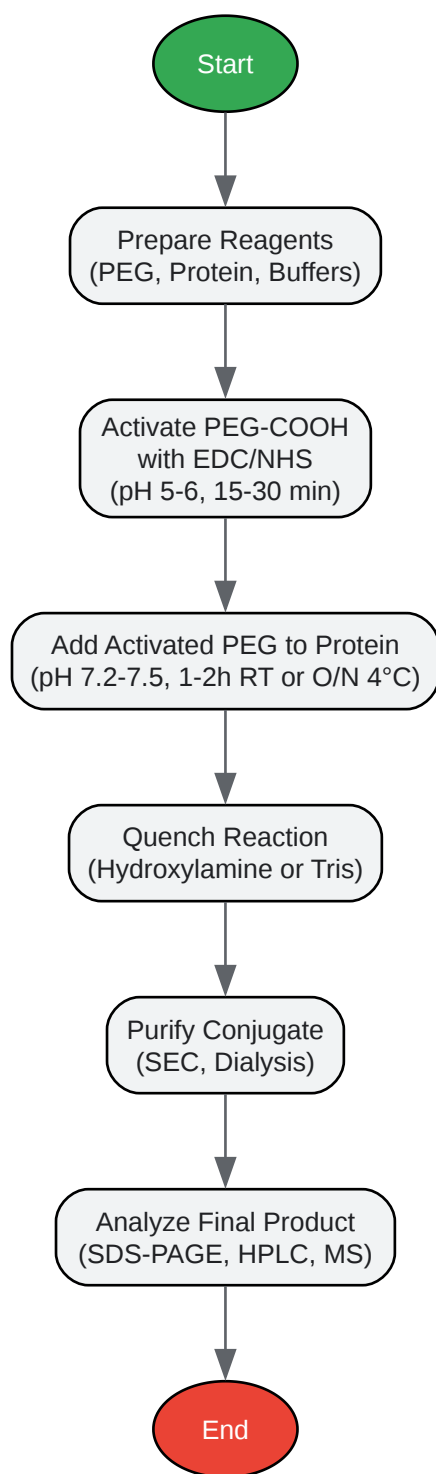 Start
Prepare Reagents
(PEG, Protein, Buffers)
Activate PEG-COOH
with EDC/NHS
(pH 5-6, 15-30 min)
Add Activated PEG to Protein
(pH 7.2-7.5, 1-2h RT or O/N 4°C)
Quench Reaction
(Hydroxylamine or Tris)
Purify Conjugate
(SEC, Dialysis)
Analyze Final Product
(SDS-PAGE, HPLC, MS)
End